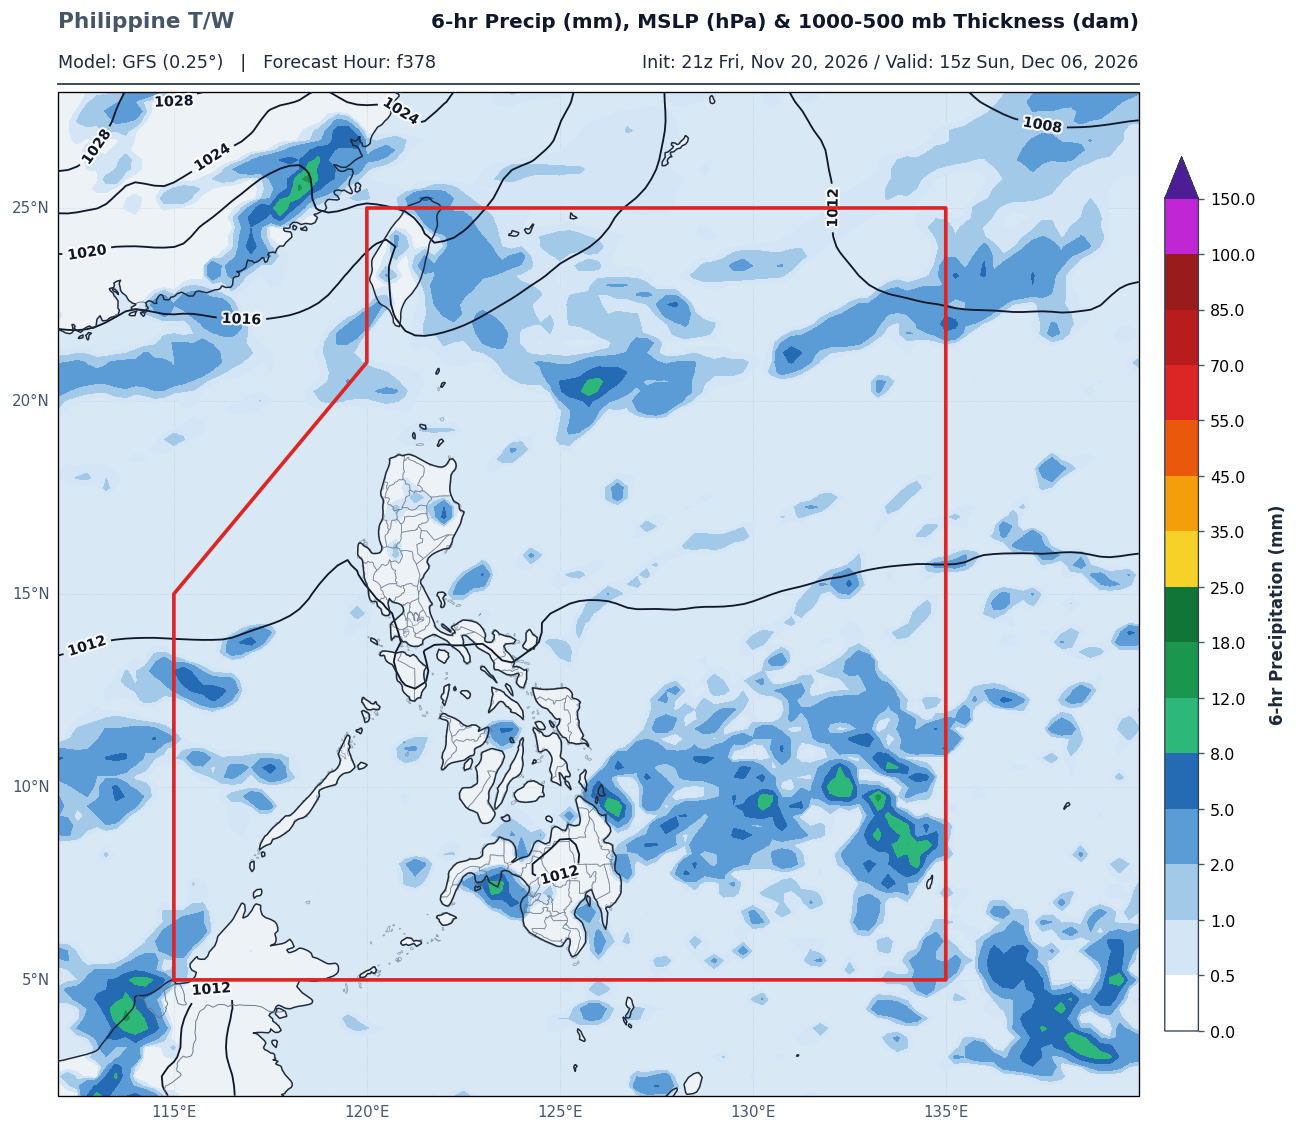 Philippine T/W
6-hr Precip (mm), MSLP (hPa) & 1000-500 mb Thickness (dam)
Model: GFS (0.25°) | Forecast Hour: f378
Init: 21z Fri, Nov 20, 2026 / Valid: 15z Sun, Dec 06, 2026
1028
1024
1008
1028
1024
1012
1020
1016
1012
1012
1012
25°N
20°N
15°N
10°N
5°N
115°E
120°E
125°E
130°E
135°E
150.0
100.0
85.0
70.0
55.0
45.0
35.0
25.0
18.0
12.0
8.0
5.0
2.0
1.0
0.5
0.0
6-hr Precipitation (mm)